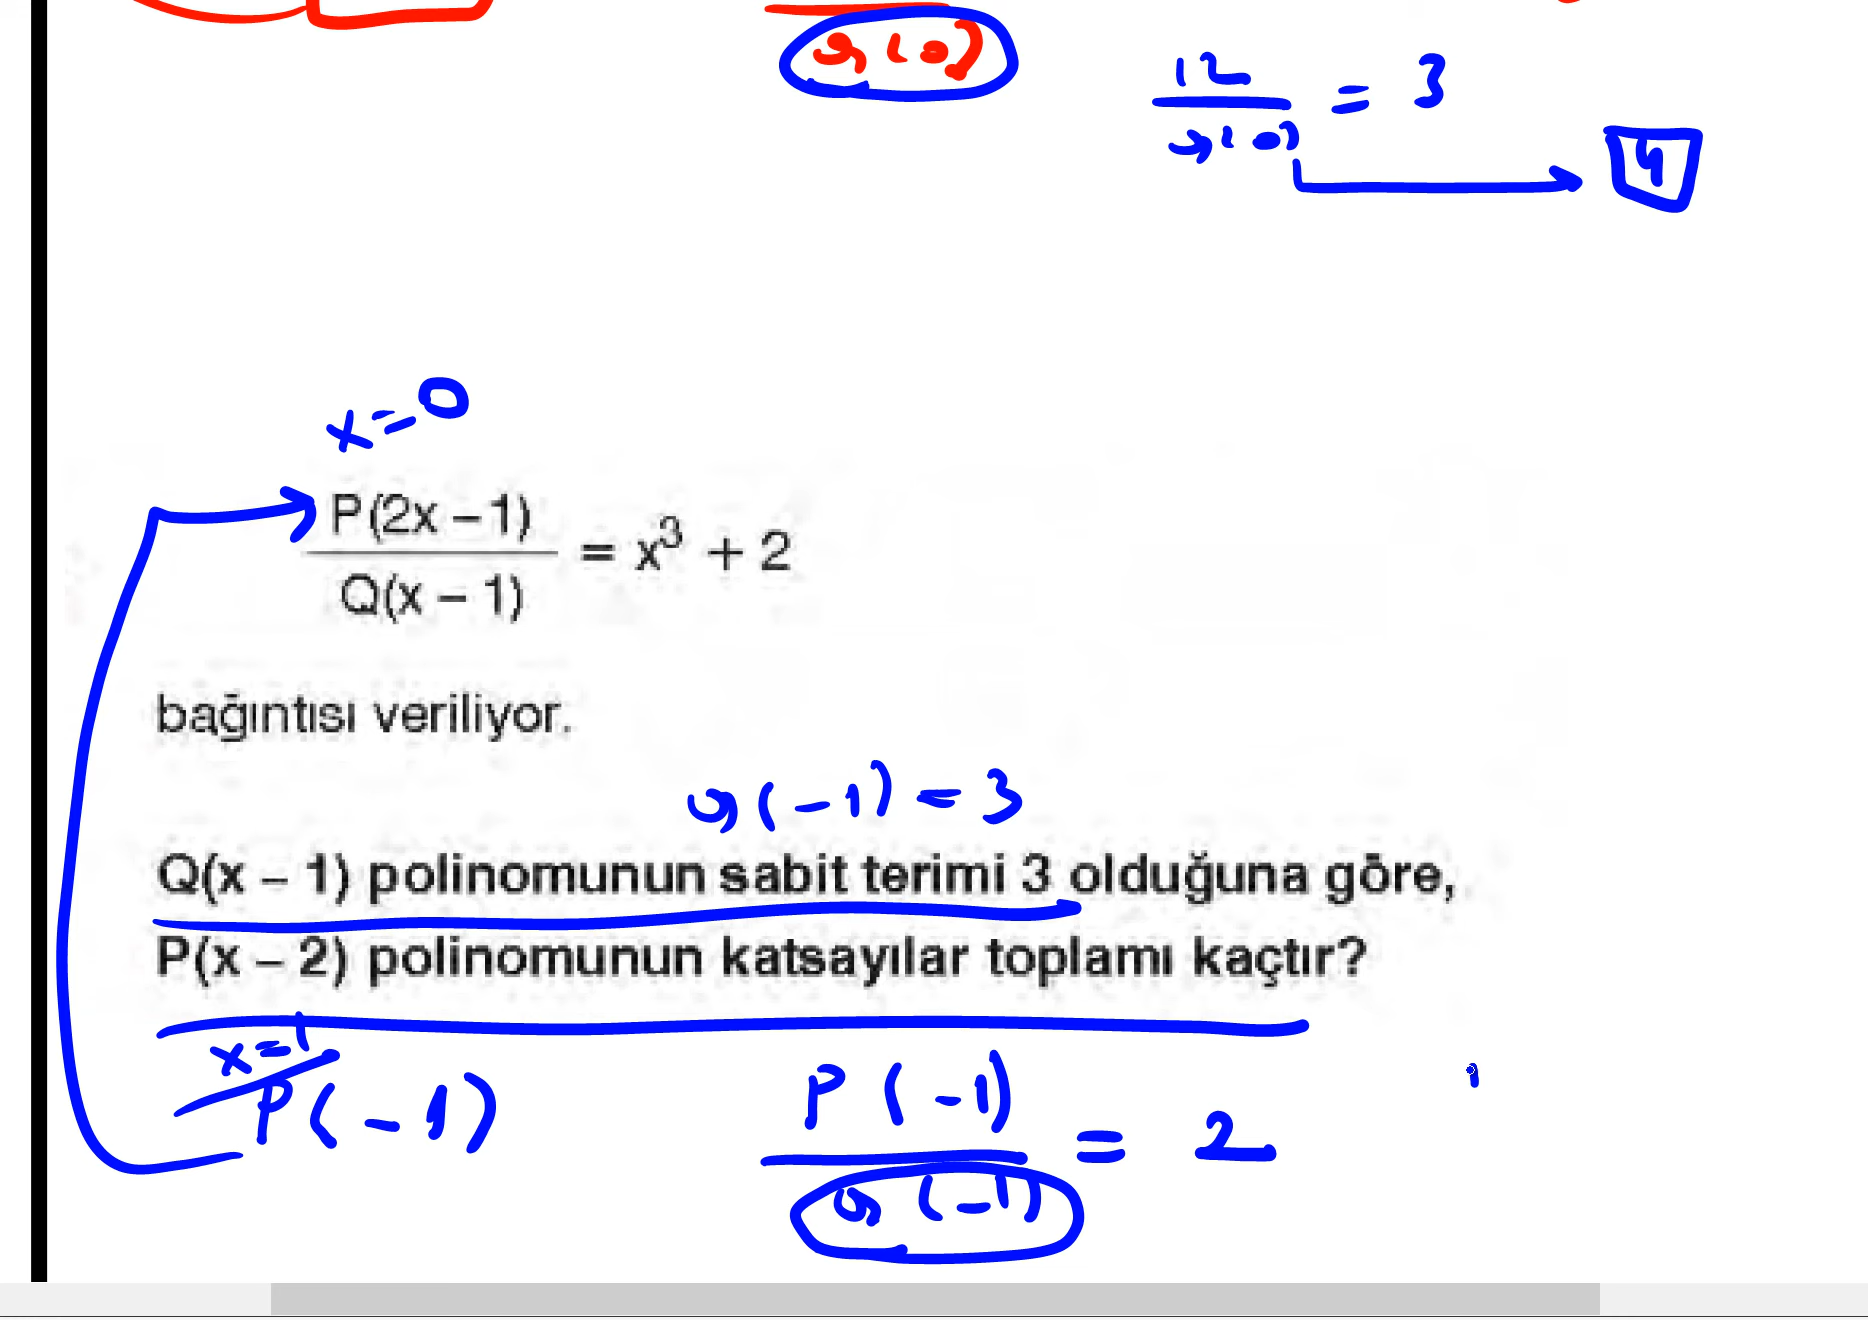 Q(0)
12
―― = 3
Q(0)
4
x=0
P(2x – 1)
―――― = x³ + 2
Q(x – 1)
bağıntısı veriliyor.
Q(-1) = 3
Q(x – 1) polinomunun sabit terimi 3 olduğuna göre,
P(x – 2) polinomunun katsayılar toplamı kaçtır?
x=1
P(-1)
P(-1)
―――― = 2
Q(-1)